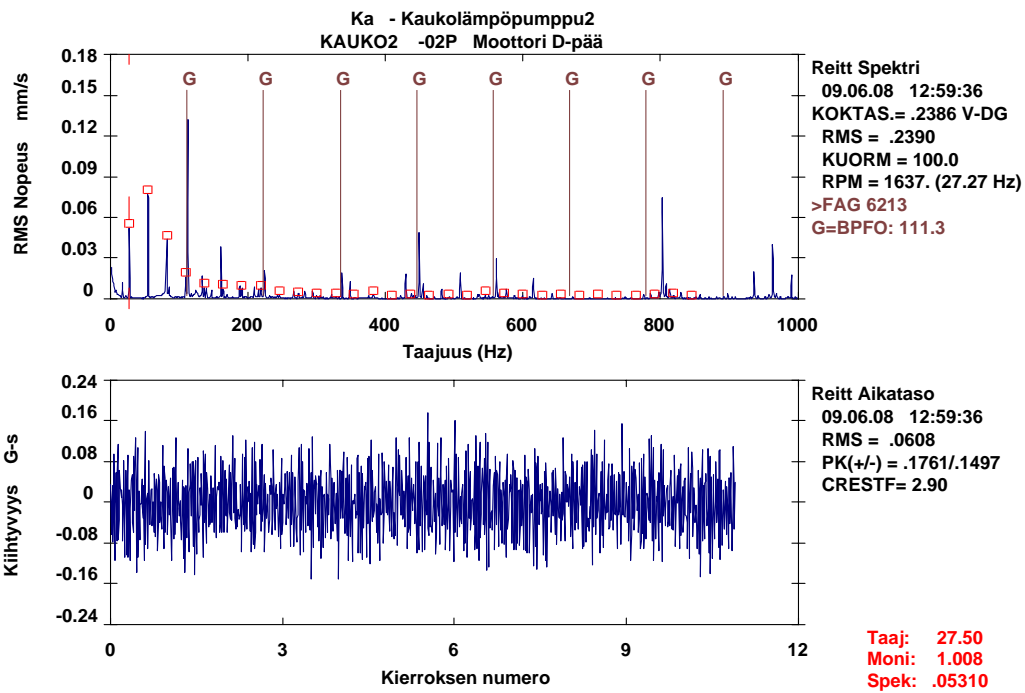 Ka - Kaukolämpöpumppu2
KAUKO2 -02P Moottori D-pää
RMS Nopeus mm/s
0.18
0.15
0.12
0.09
0.06
0.03
0
G G G G G G G G
0 200 400 600 800 1000
Taajuus (Hz)
Reitt Spektri
09.06.08 12:59:36
KOKTAS.= .2386 V-DG
RMS = .2390
KUORM = 100.0
RPM = 1637. (27.27 Hz)
>FAG 6213
G=BPFO: 111.3
Kiihtyvyys G-s
0.24
0.16
0.08
0
-0.08
-0.16
-0.24
0 3 6 9 12
Kierroksen numero
Reitt Aikataso
09.06.08 12:59:36
RMS = .0608
PK(+/-) = .1761/.1497
CRESTF= 2.90
Taaj: 27.50
Moni: 1.008
Spek: .05310